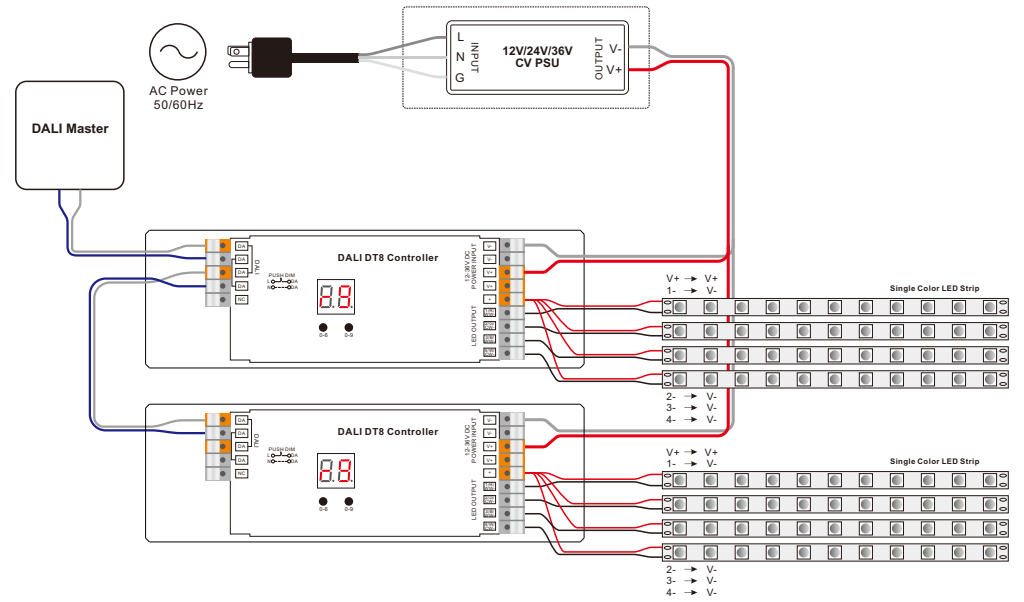 AC Power
50/60Hz
L
N
G
INPUT
12V/24V/36V
CV PSU
OUTPUT
V-
V+
DALI Master
DALI DT8 Controller
DA
DA
DA
DA
NC
DALI
PUSH DIM
L DA
N DA
0-6
0-9
12-36V DC
POWER INPUT
LED OUTPUT
V-
V-
V+
V+
+
V+ → V+
1- → V-
Single Color LED Strip
2- → V-
3- → V-
4- → V-
DALI DT8 Controller
DA
DA
DA
DA
NC
DALI
PUSH DIM
L DA
N DA
0-6
0-9
12-36V DC
POWER INPUT
LED OUTPUT
V-
V-
V+
V+
+
V+ → V+
1- → V-
Single Color LED Strip
2- → V-
3- → V-
4- → V-